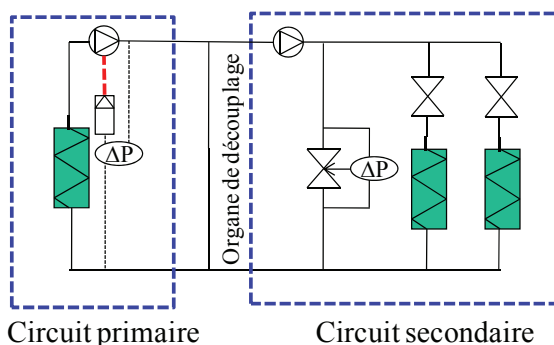 Organe de découplage
ΔP
ΔP
Circuit primaire
Circuit secondaire